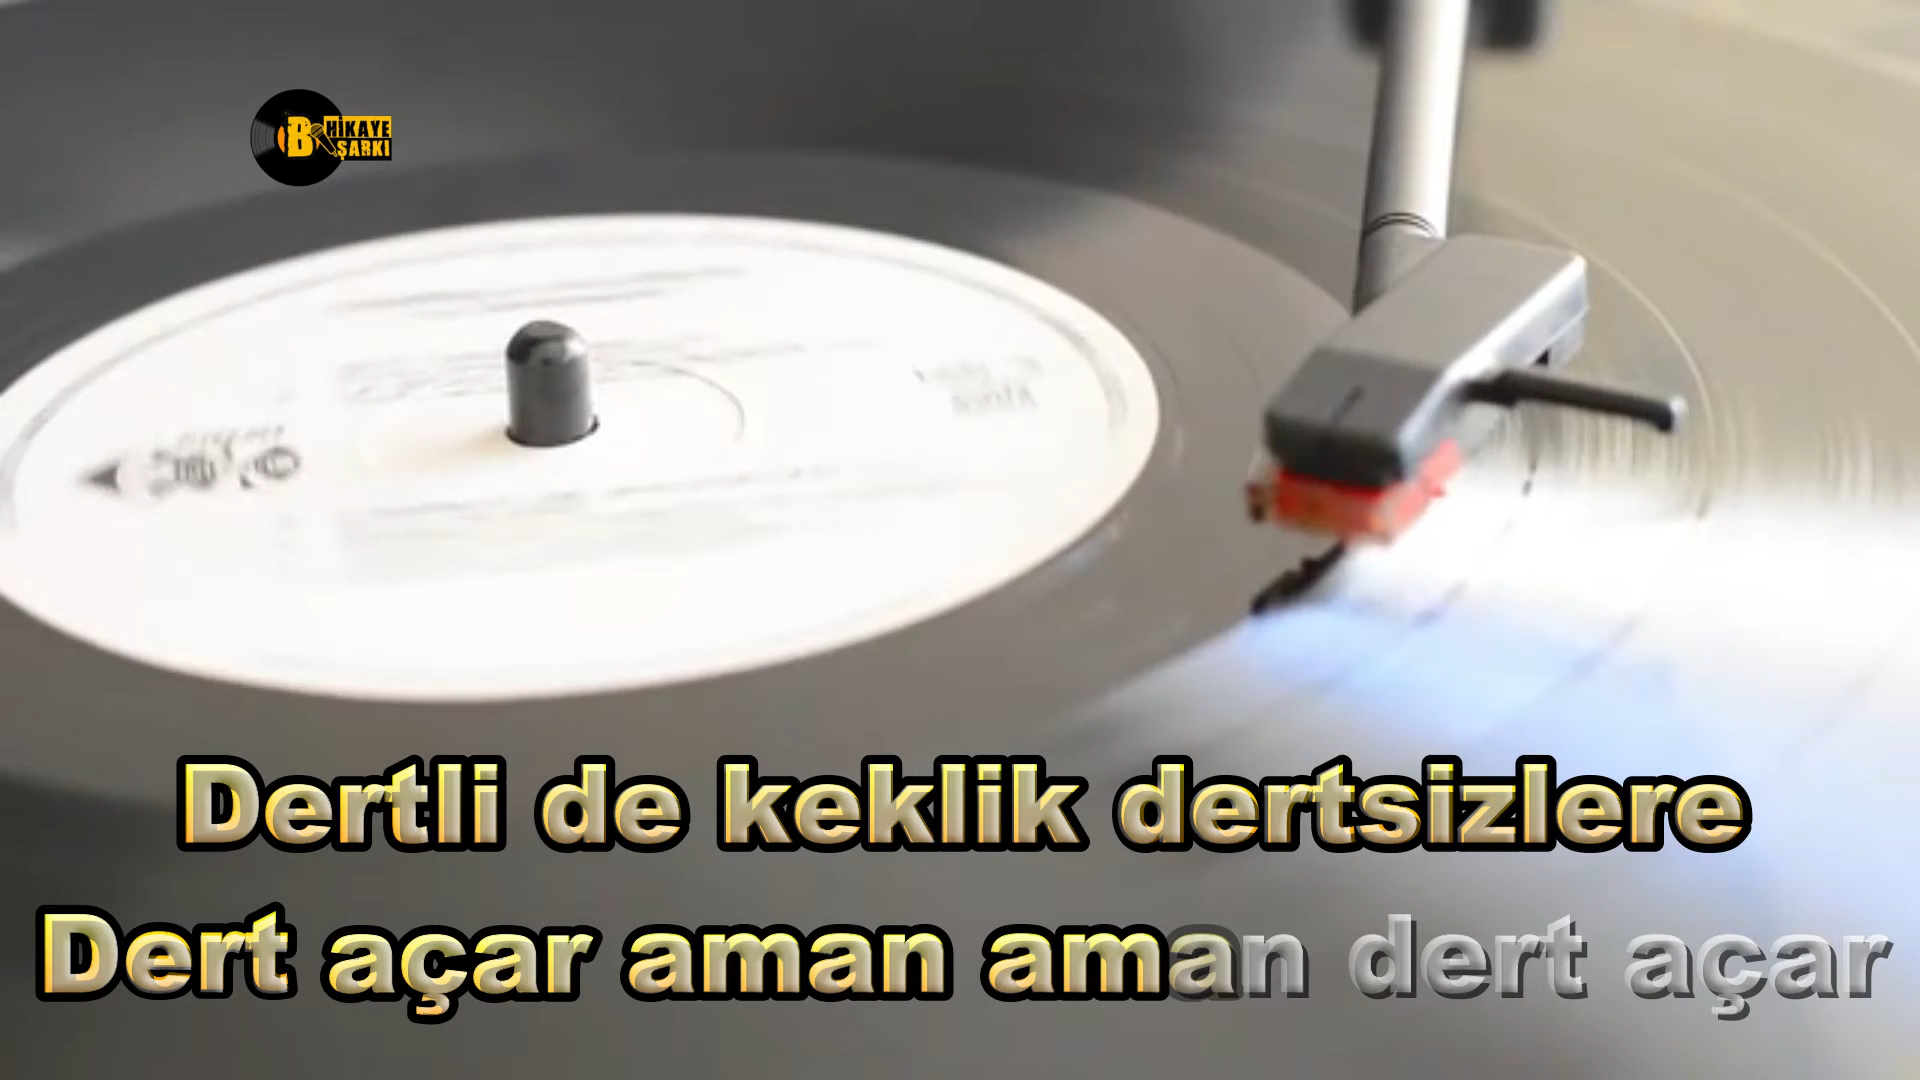 B HİKAYE
ŞARKI
Dertli de keklik dertsizlere
Dert açar aman aman dert açar